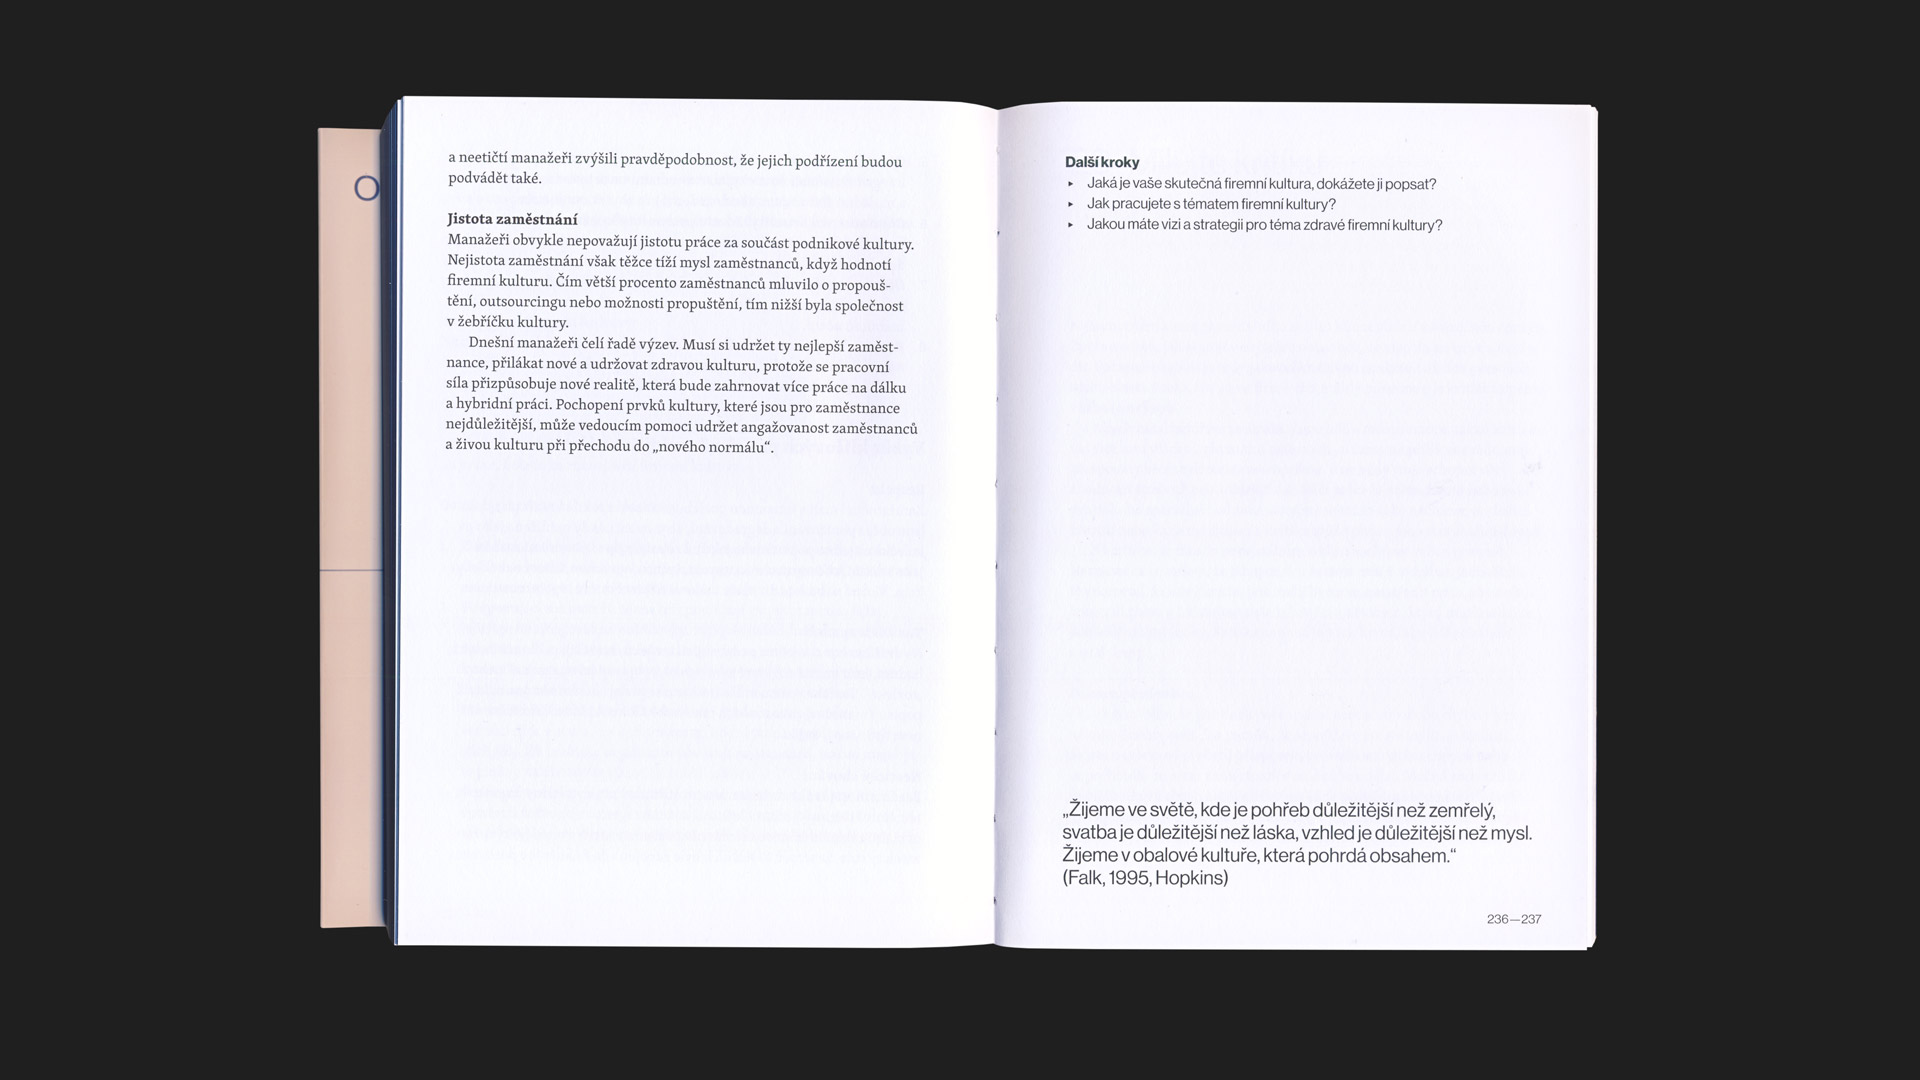 O
a neetičtí manažeři zvýšili pravděpodobnost, že jejich podřízení budou
podvádět také.
Jistota zaměstnání
Manažeři obvykle nepovažují jistotu práce za součást podnikové kultury.
Nejistota zaměstnání však těžce tíží mysl zaměstnanců, když hodnotí
firemní kulturu. Čím větší procento zaměstnanců mluvilo o propouš-
tění, outsourcingu nebo možnosti propuštění, tím nižší byla společnost
v žebříčku kultury.
Dnešní manažeři čelí řadě výzev. Musí si udržet ty nejlepší zaměst-
nance, přilákat nové a udržovat zdravou kulturu, protože se pracovní
síla přizpůsobuje nové realitě, která bude zahrnovat více práce na dálku
a hybridní práci. Pochopení prvků kultury, které jsou pro zaměstnance
nejdůležitější, může vedoucím pomoci udržet angažovanost zaměstnanců
a živou kulturu při přechodu do „nového normálu“.
Další kroky
▸ Jaká je vaše skutečná firemní kultura, dokážete ji popsat?
▸ Jak pracujete s tématem firemní kultury?
▸ Jakou máte vizi a strategii pro téma zdravé firemní kultury?
„Žijeme ve světě, kde je pohřeb důležitější než zemřelý,
svatba je důležitější než láska, vzhled je důležitější než mysl.
Žijeme v obalové kultuře, která pohrdá obsahem.“
(Falk, 1995, Hopkins)
236—237